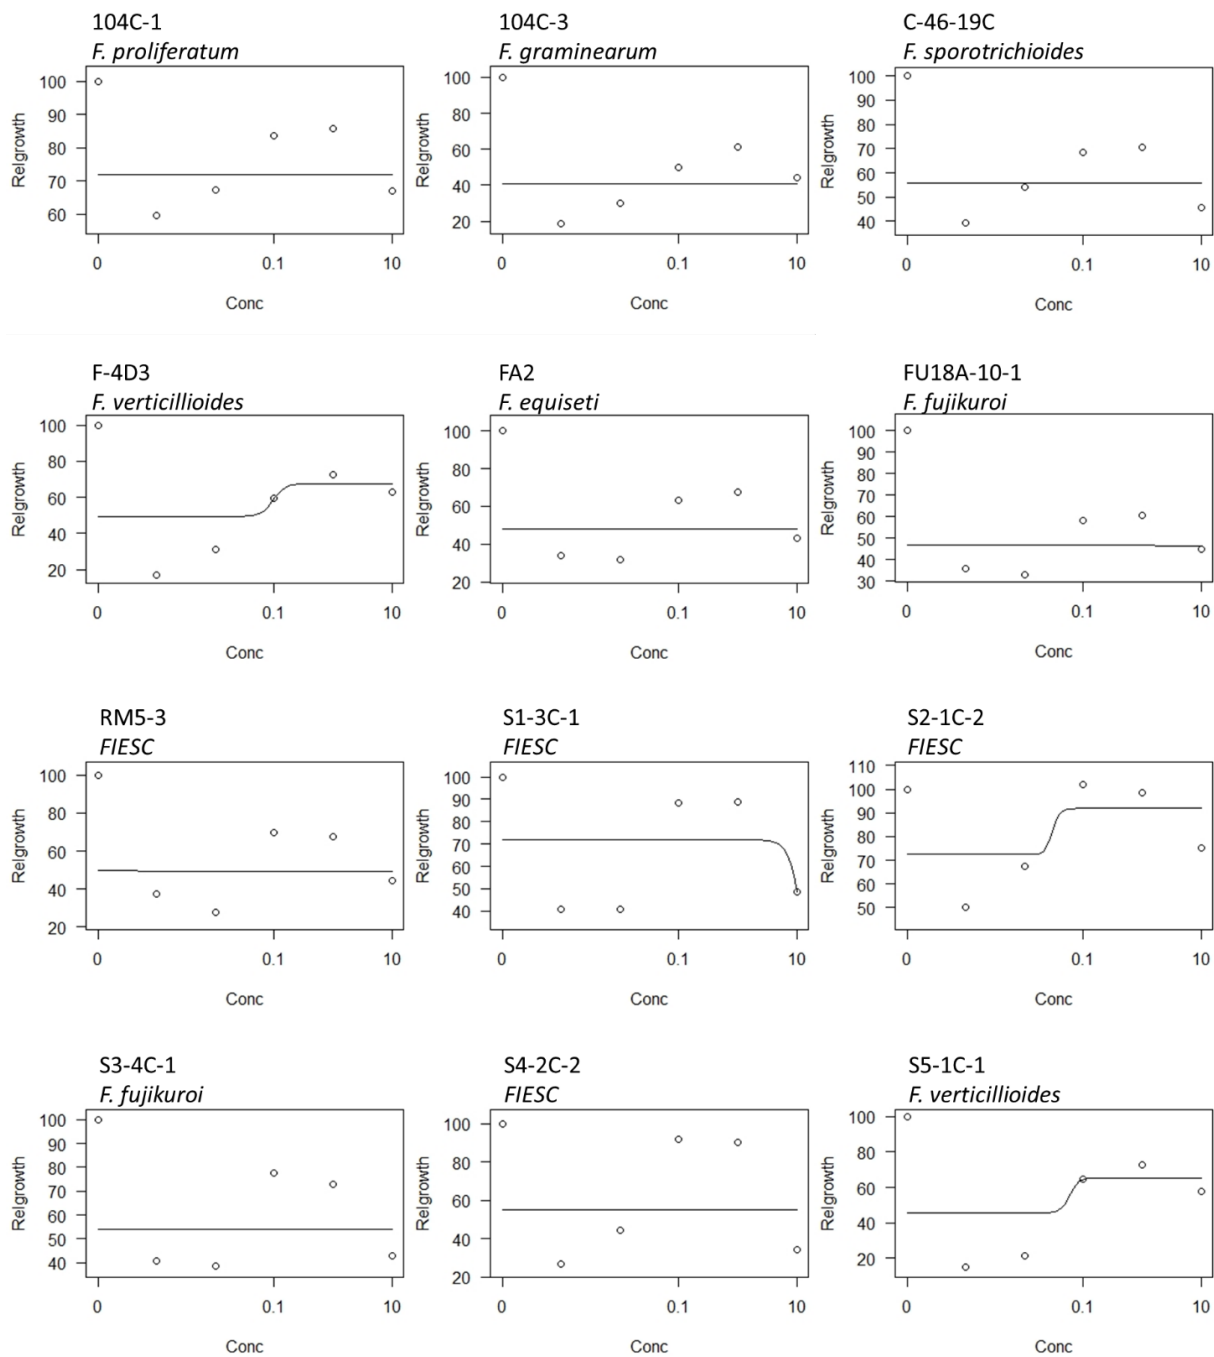 104C-1
F. proliferatum
100
90
80
70
60
Relgrowth
0 0.1 10
Conc
104C-3
F. graminearum
100
80
60
40
20
Relgrowth
0 0.1 10
Conc
C-46-19C
F. sporotrichioides
100
90
80
70
60
50
40
Relgrowth
0 0.1 10
Conc
F-4D3
F. verticillioides
100
80
60
40
20
Relgrowth
0 0.1 10
Conc
FA2
F. equiseti
100
80
60
40
20
Relgrowth
0 0.1 10
Conc
FU18A-10-1
F. fujikuroi
100
90
80
70
60
50
40
30
Relgrowth
0 0.1 10
Conc
RM5-3
FIESC
100
80
60
40
20
Relgrowth
0 0.1 10
Conc
S1-3C-1
FIESC
100
90
80
70
60
50
40
Relgrowth
0 0.1 10
Conc
S2-1C-2
FIESC
110
100
90
80
70
60
50
Relgrowth
0 0.1 10
Conc
S3-4C-1
F. fujikuroi
100
90
80
70
60
50
40
Relgrowth
0 0.1 10
Conc
S4-2C-2
FIESC
100
80
60
40
20
Relgrowth
0 0.1 10
Conc
S5-1C-1
F. verticillioides
100
80
60
40
20
Relgrowth
0 0.1 10
Conc